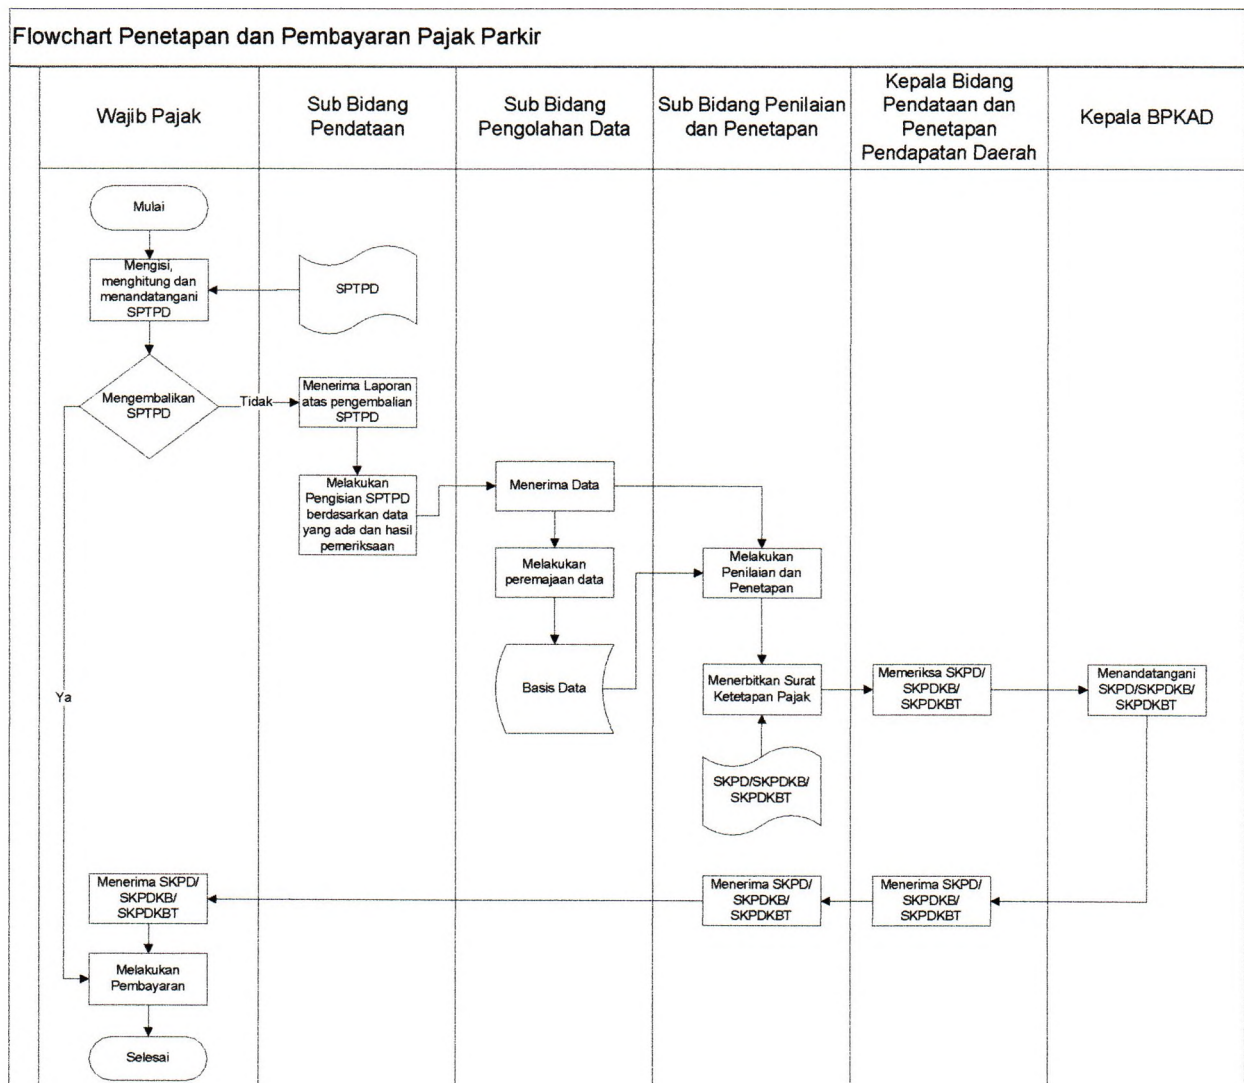 Flowchart Penetapan dan Pembayaran Pajak Parkir
Wajib Pajak
Sub Bidang
Pendataan
Sub Bidang
Pengolahan Data
Sub Bidang Penilaian
dan Penetapan
Kepala Bidang
Pendataan dan
Penetapan
Pendapatan Daerah
Kepala BPKAD
Mulai
Mengisi,
menghitung dan
menandatangani
SPTPD
SPTPD
Mengembalikan
SPTPD
Tidak
Menerima Laporan
atas pengembalian
SPTPD
Melakukan
Pengisian SPTPD
berdasarkan data
yang ada dan hasil
pemeriksaan
Menerima Data
Melakukan
peremajaan data
Melakukan
Penilaian dan
Penetapan
Basis Data
Menerbitkan Surat
Ketetapan Pajak
Memeriksa SKPD/
SKPDKB/
SKPDKBT
Menandatangani
SKPD/SKPDKB/
SKPDKBT
Ya
SKPD/SKPDKB/
SKPDKBT
Menerima SKPD/
SKPDKB/
SKPDKBT
Menerima SKPD/
SKPDKB/
SKPDKBT
Menerima SKPD/
SKPDKB/
SKPDKBT
Melakukan
Pembayaran
Selesai